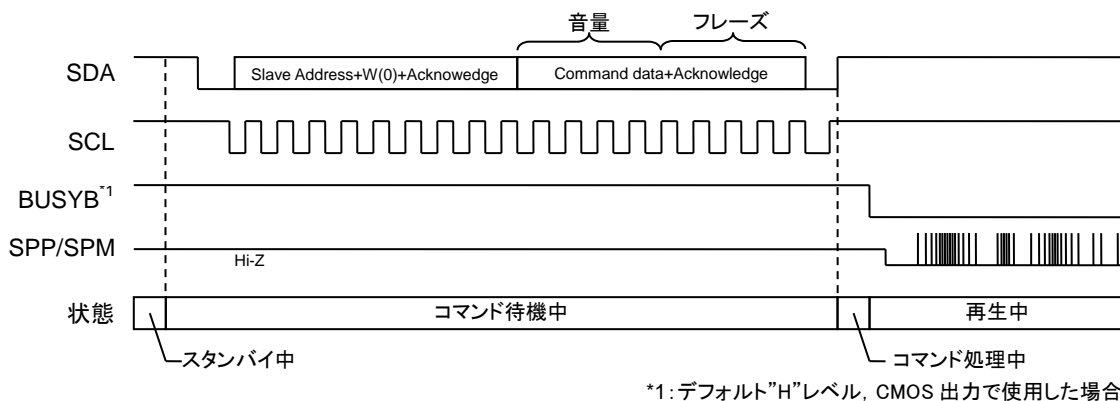 音量 フレーズ
SDA Slave Address+W(0)+Acknowedge Command data+Acknowledge
SCL
BUSYB*1
SPP/SPM
Hi-Z
状態 コマンド待機中 再生中
スタンバイ中 コマンド処理中
*1:デフォルト”H”レベル, CMOS 出力で使用した場合